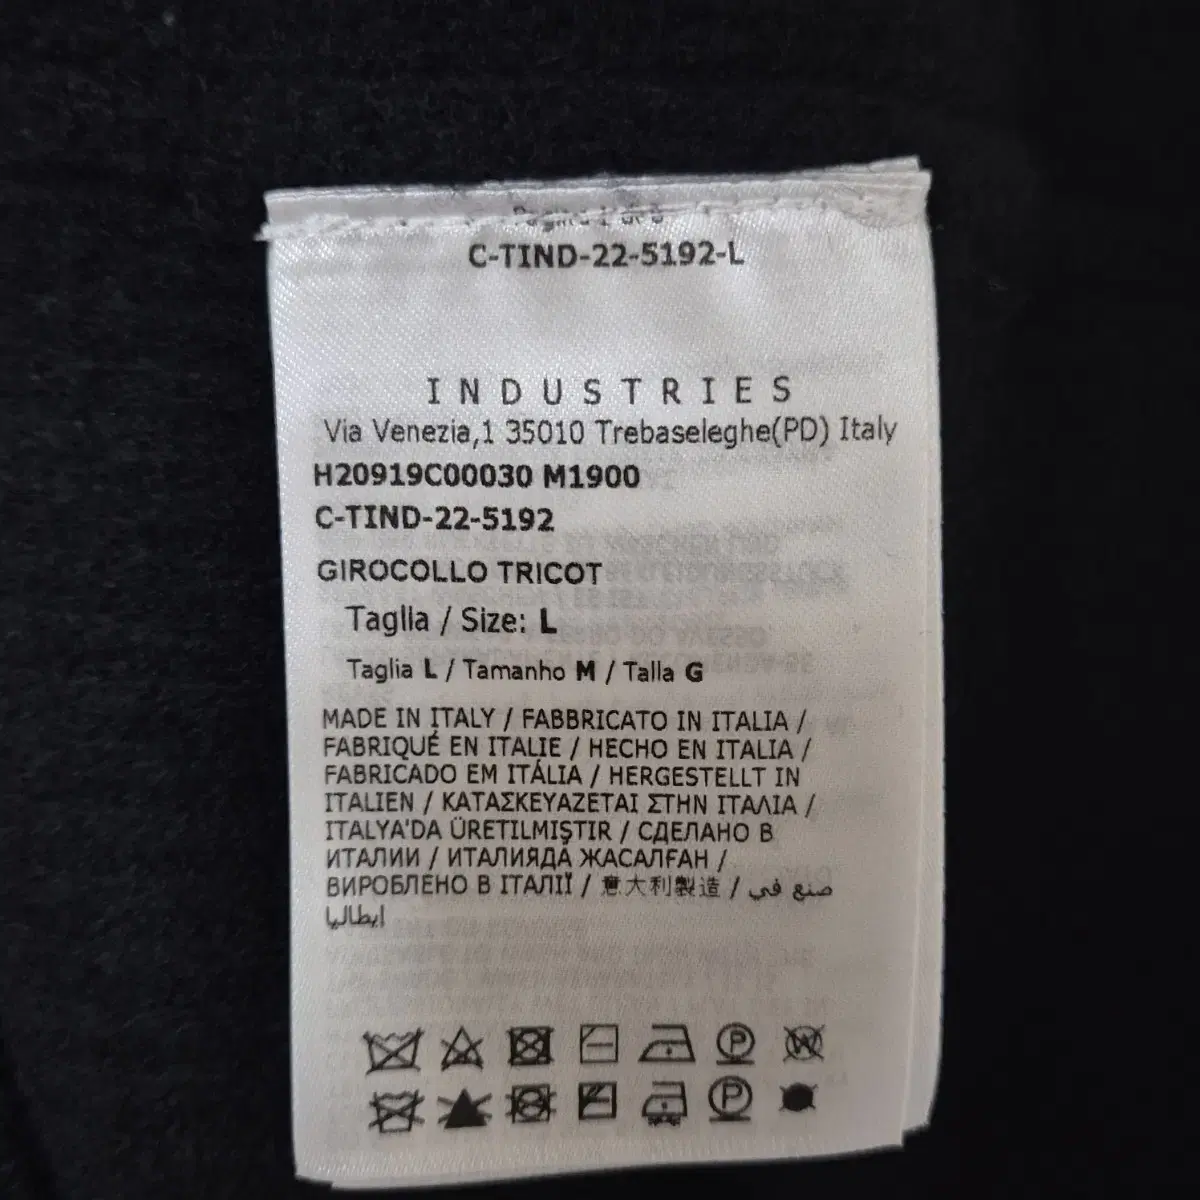 C-TIND-22-5192-L
INDUSTRIES
Via Venezia,1 35010 Trebaseleghe(PD) Italy
H20919C00030 M1900
C-TIND-22-5192
GIROCOLLO TRICOT
Taglia / Size: L
Taglia L / Tamanho M / Talla G
MADE IN ITALY / FABBRICATO IN ITALIA /
FABRIQUÉ EN ITALIE / HECHO EN ITALIA /
FABRICADO EM ITÁLIA / HERGESTELLT IN
ITALIEN / ΚΑΤΑΣΚΕΥΑΖΕΤΑΙ ΣΤΗΝ ΙΤΑΛΙΑ /
ITALYA'DA ÜRETILMIŞTIR / СДЕЛАНО В
ИТАЛИИ / ИТАЛИЯДА ЖАСАЛҒАН /
ВИРОБЛЕНО В ІТАЛІЇ / 意大利製造 / صنع في
ايطاليا
P W
P